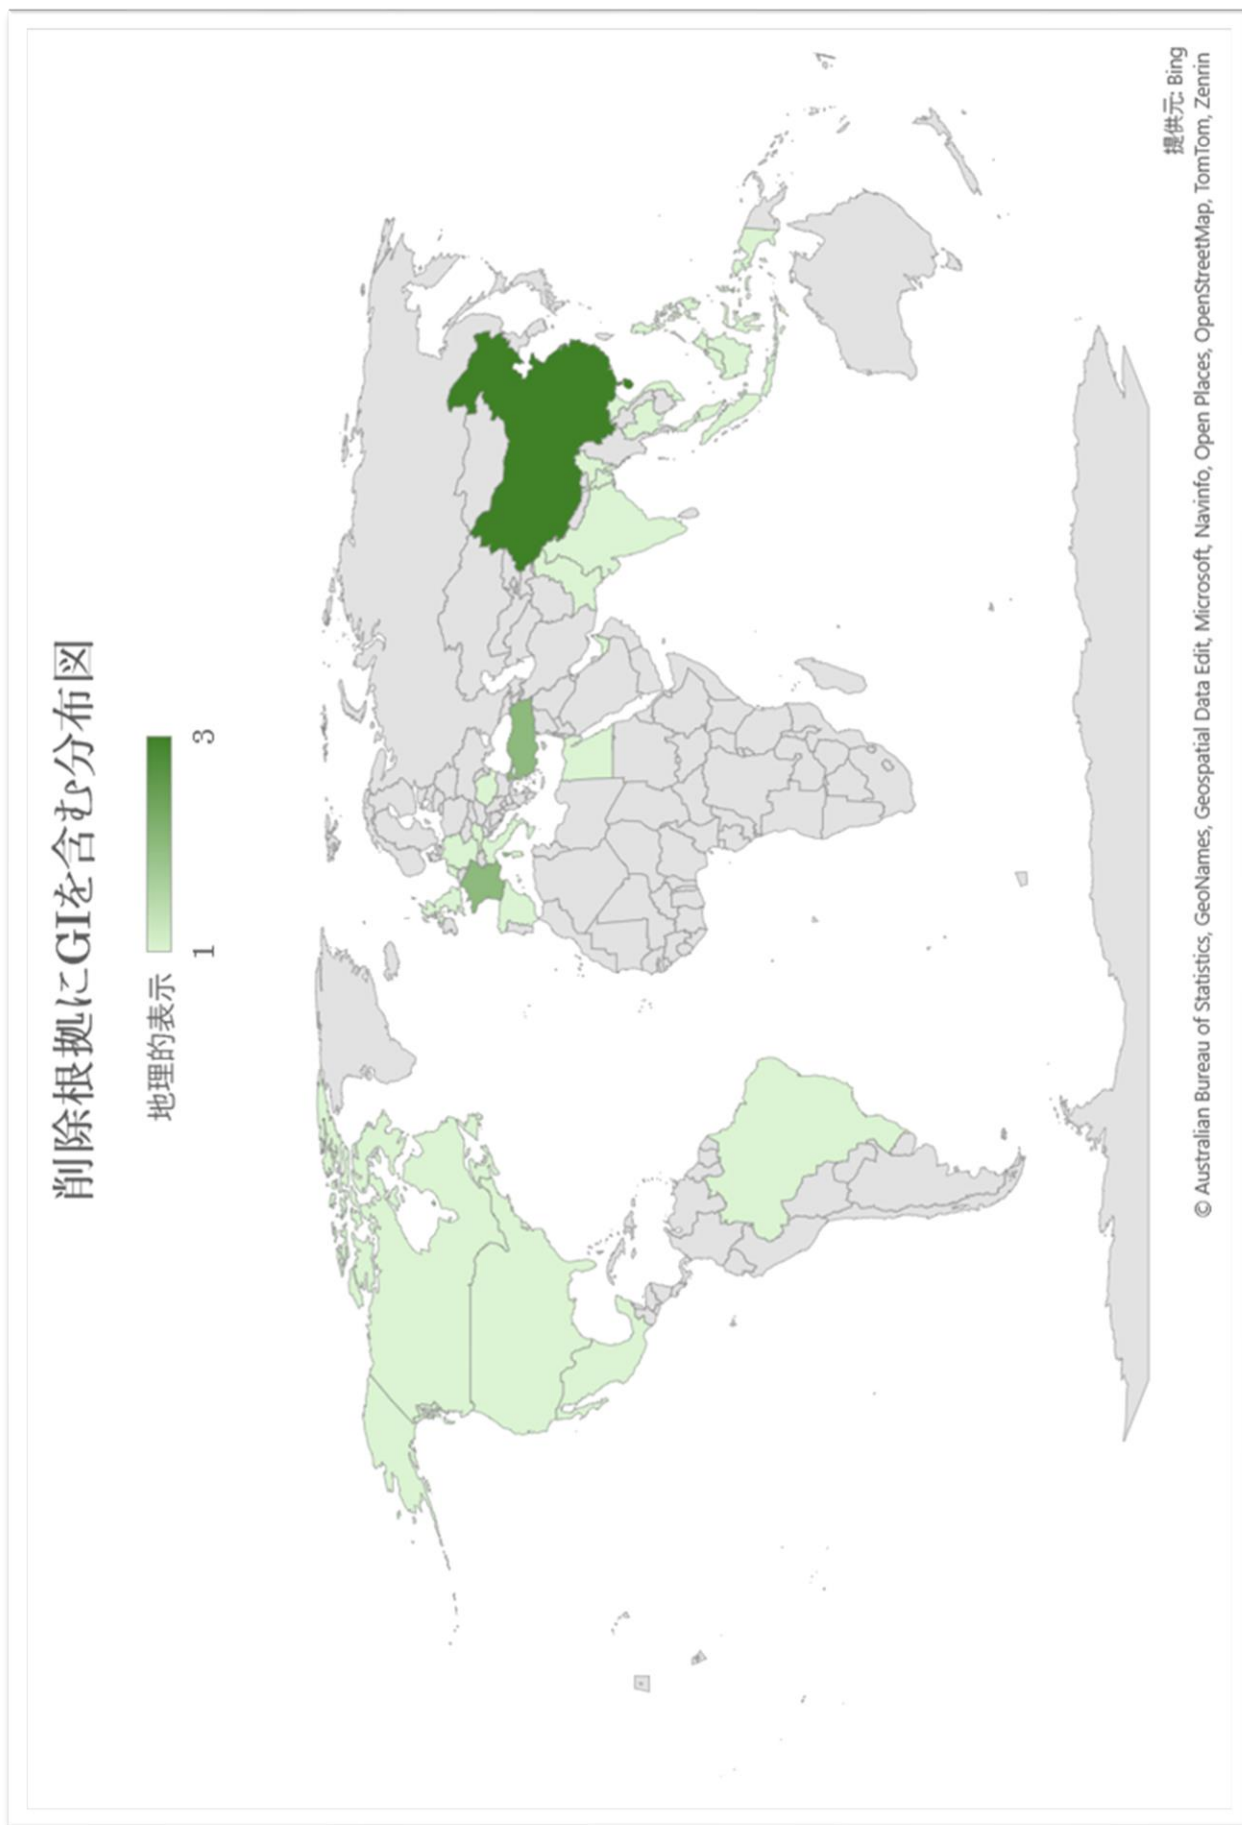 削除根拠にGIを含む分布図
地理的表示
1
3
提供元: Bing
© Australian Bureau of Statistics, GeoNames, Geospatial Data Edit, Microsoft, Navinfo, Open Places, OpenStreetMap, TomTom, Zenrin